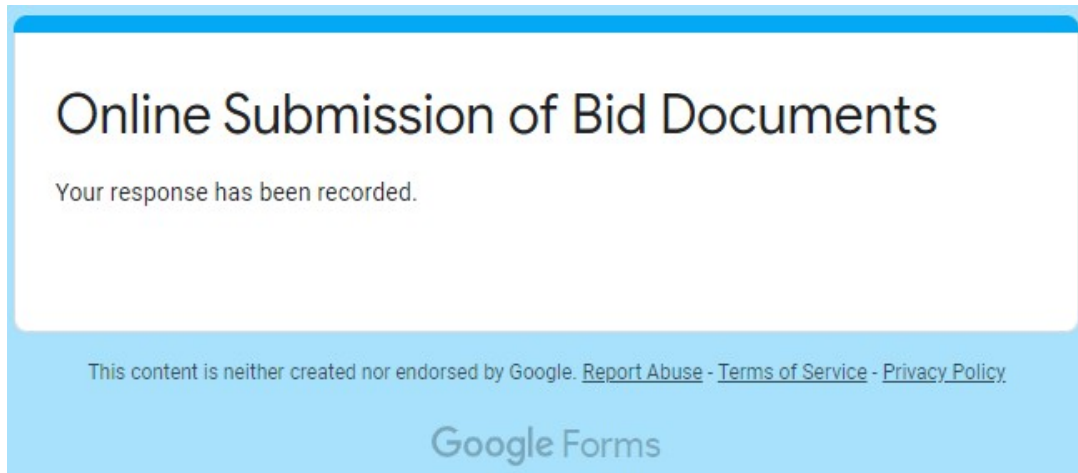 Online Submission of Bid Documents
Your response has been recorded.
This content is neither created nor endorsed by Google. Report Abuse - Terms of Service - Privacy Policy
Google Forms